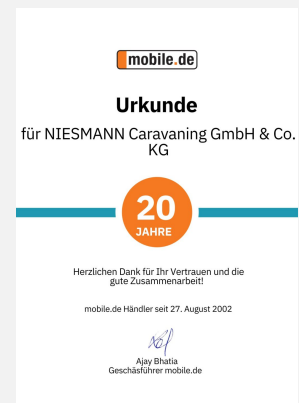 mobile.de
Urkunde
für NIESMANN Caravaning GmbH & Co.
KG
20
JAHRE
Herzlichen Dank für Ihr Vertrauen und die
gute Zusammenarbeit!
mobile.de Händler seit 27. August 2002
Ajay Bhatia
Geschäsführer mobile.de